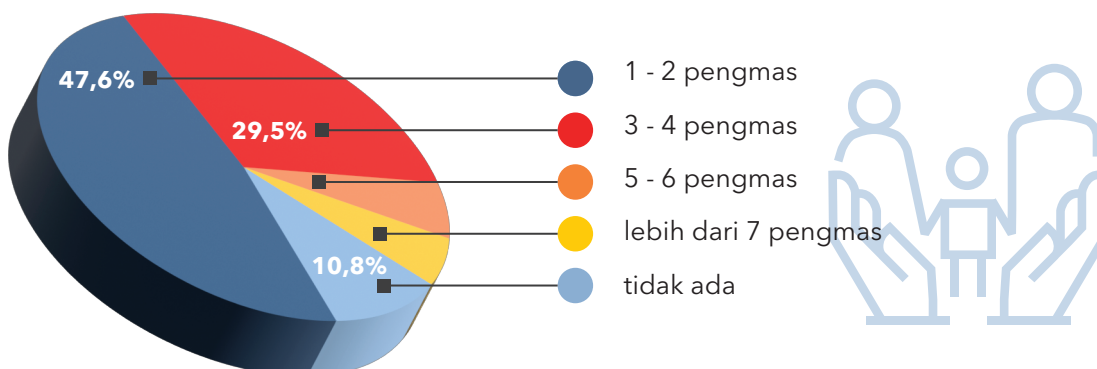 47,6%
1 - 2 pengmas
29,5%
3 - 4 pengmas
5 - 6 pengmas
lebih dari 7 pengmas
10,8%
tidak ada